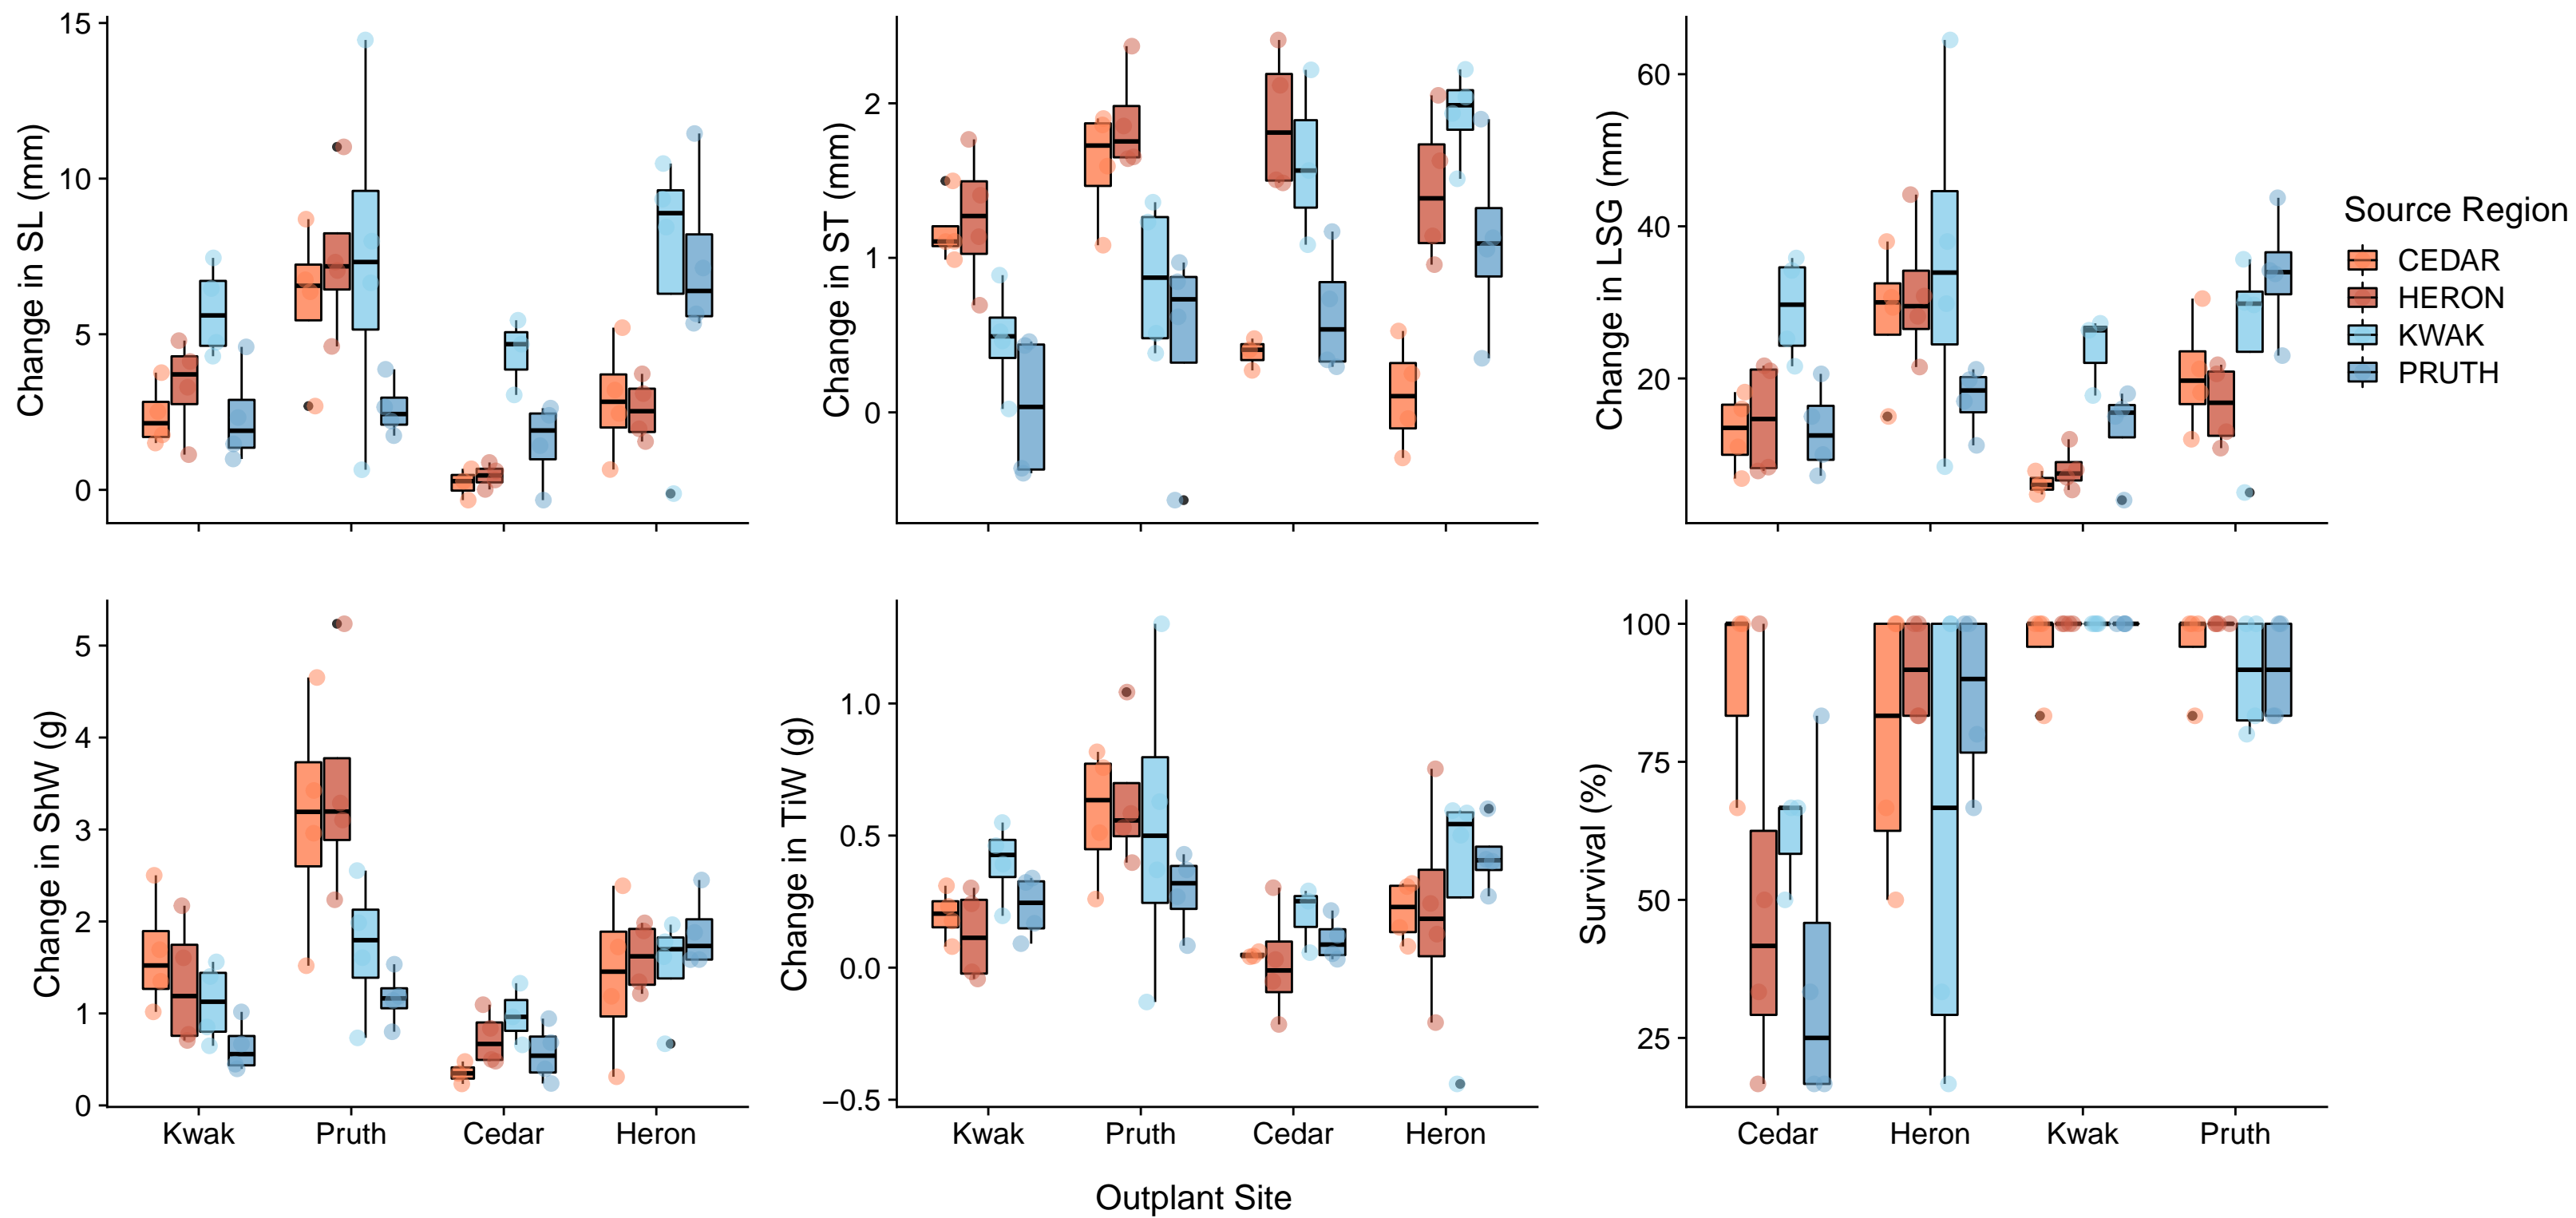 Change in SL (mm)
15
10
5
0
Change in ST (mm)
2
1
0
Change in LSG (mm)
60
40
20
Source Region
CEDAR
HERON
KWAK
PRUTH
Change in ShW (g)
5
4
3
2
1
0
Kwak Pruth Cedar Heron
Change in TiW (g)
1.0
0.5
0.0
−0.5
Kwak Pruth Cedar Heron
Survival (%)
100
75
50
25
Cedar Heron Kwak Pruth
Outplant Site